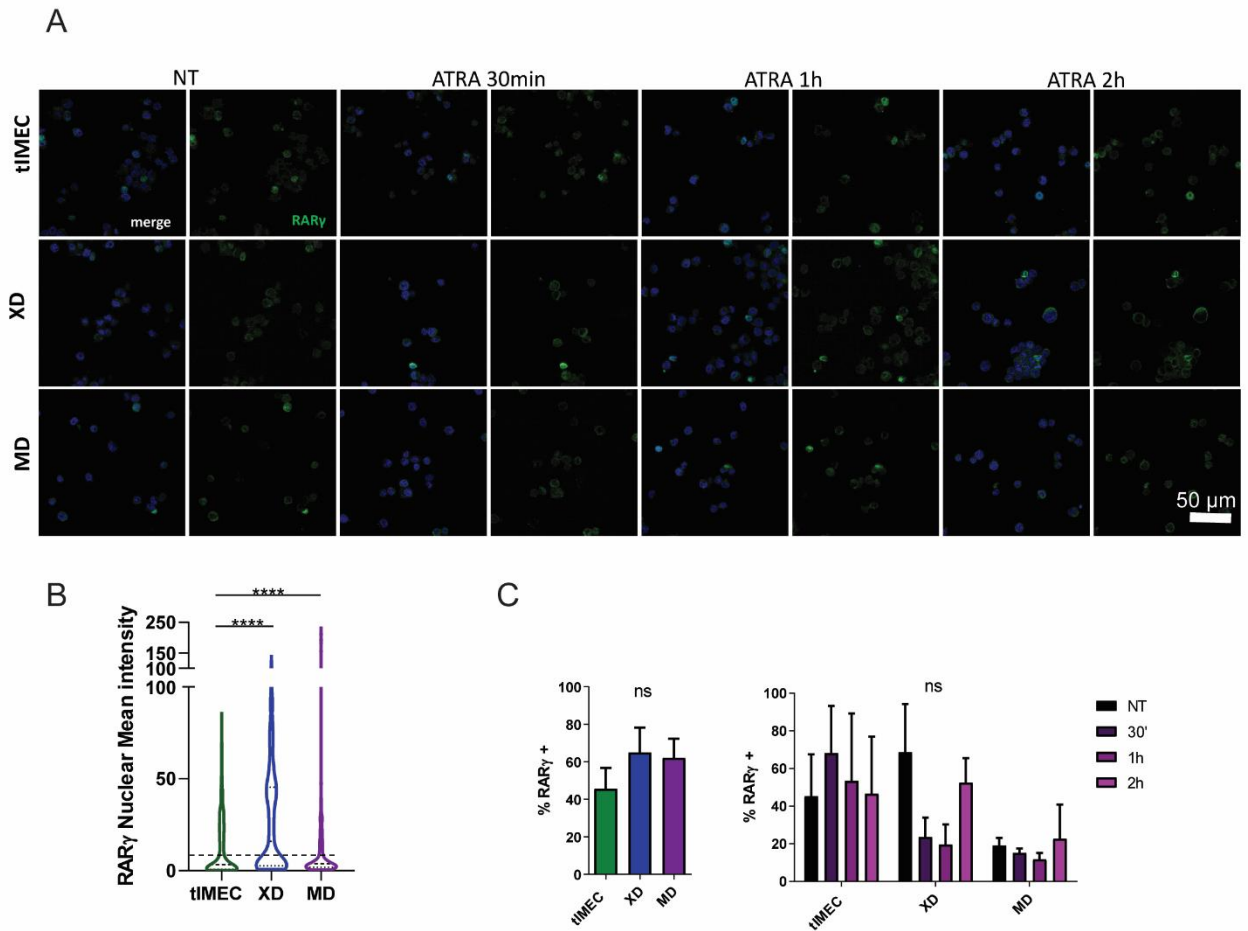 A
NT ATRA 30min ATRA 1h ATRA 2h
tIMEC
merge RARγ
XD
MD
50 µm
B
RARγ Nuclear Mean intensity
250
150
100
100
50
0
****
****
tIMEC XD MD
C
% RARγ +
100
80
60
40
20
0
ns
tIMEC XD MD
% RARγ +
100
80
60
40
20
0
ns
tIMEC XD MD
NT
30'
1h
2h